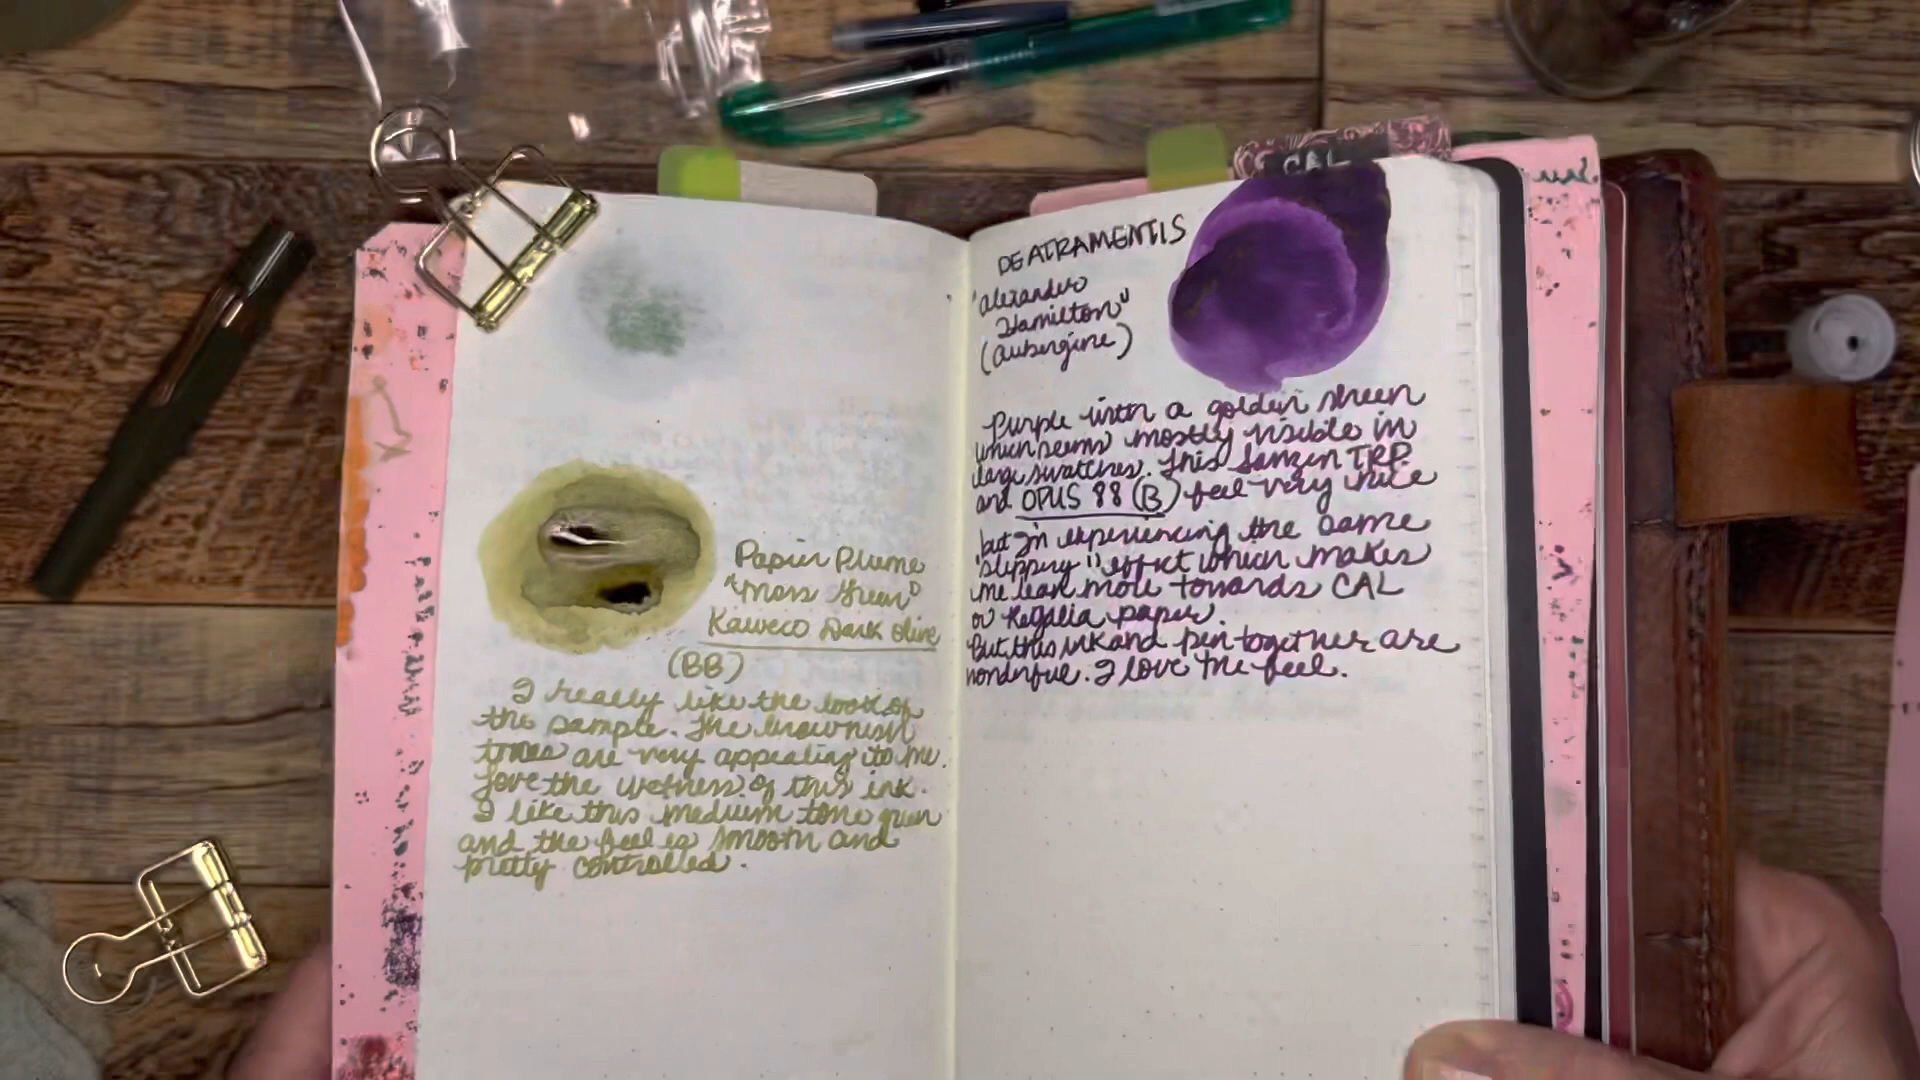 Papier Plume
"Moss Green"
Kaweco Dark Olive
(BB)
I really like the look of
the sample. The brownish
tones are very appealing to me.
Love the wetness of this ink.
I like this medium tone green
and the feel is smooth and
pretty controlled.
CAL
DE ATRAMENTIS
"Alexander
Hamilton"
(Aubergine)
Purple with a golden sheen
which seems mostly visible in
large swatches. This Sanzen TRP
and OPUS 88 (B) feel very nice
but I'm experiencing the same
"slippery" effect which makes
me lean more towards CAL
or Regalia paper.
But this ink and pen together are
wonderful. I love the feel.